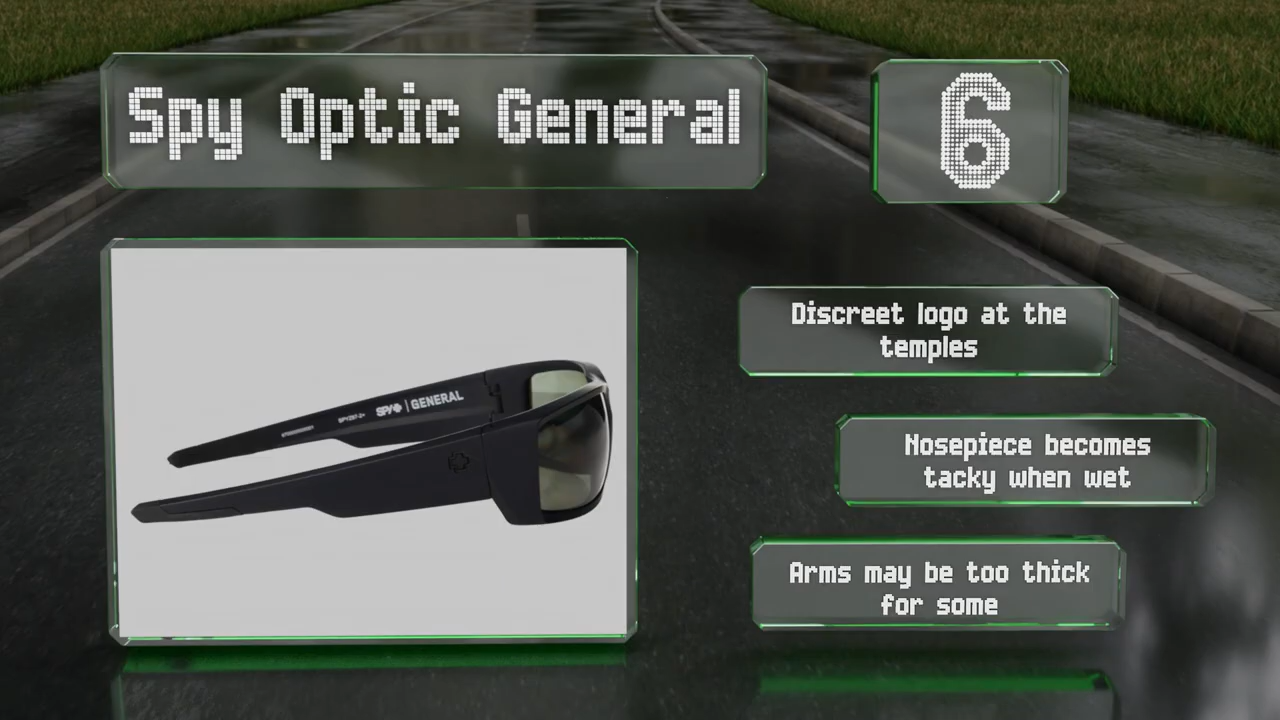 Spy Optic General
6
Discreet logo at the
temples
Nosepiece becomes
tacky when wet
Arms may be too thick
for some
SPY | GENERAL